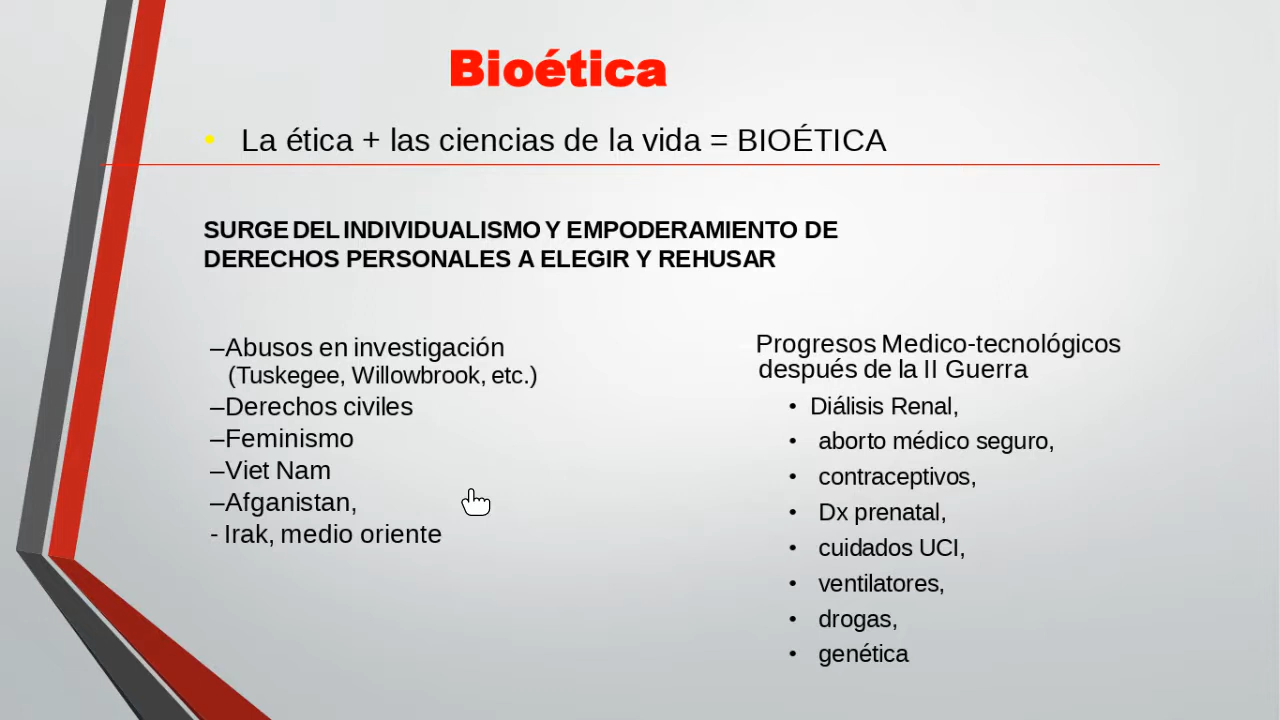 Bioética
• La ética + las ciencias de la vida = BIOÉTICA
SURGE DEL INDIVIDUALISMO Y EMPODERAMIENTO DE
DERECHOS PERSONALES A ELEGIR Y REHUSAR
–Abusos en investigación
(Tuskegee, Willowbrook, etc.)
–Derechos civiles
–Feminismo
–Viet Nam
–Afganistan,
- Irak, medio oriente
Progresos Medico-tecnológicos
después de la II Guerra
• Diálisis Renal,
• aborto médico seguro,
• contraceptivos,
• Dx prenatal,
• cuidados UCI,
• ventilatores,
• drogas,
• genética